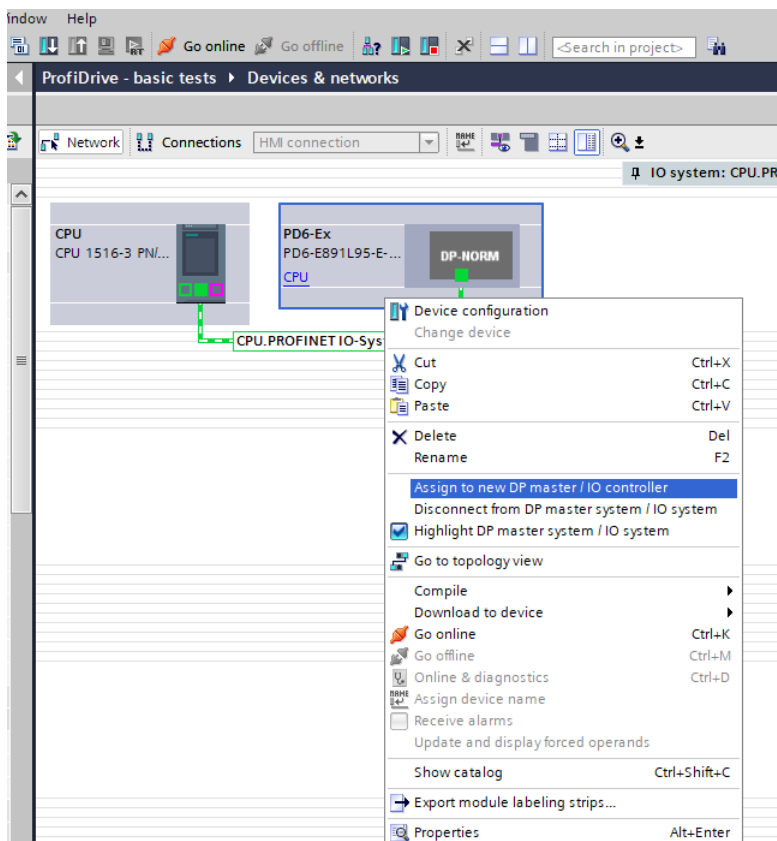 indow Help
RT Go online Go offline <Search in project>
ProfiDrive - basic tests Devices & networks
Network Connections HMI connection NAME
IO system: CPU.PR
CPU
CPU 1516-3 PN/...
PD6-Ex
PD6-E891L95-E-...
CPU
DP-NORM
CPU.PROFINET IO-Sys
Device configuration
Change device
Cut Ctrl+X
Copy Ctrl+C
Paste Ctrl+V
Delete Del
Rename F2
Assign to new DP master / IO controller
Disconnect from DP master system / IO system
Highlight DP master system / IO system
Go to topology view
Compile
Download to device
Go online Ctrl+K
Go offline Ctrl+M
Online & diagnostics Ctrl+D
NAME Assign device name
Receive alarms
Update and display forced operands
Show catalog Ctrl+Shift+C
Export module labeling strips...
Properties Alt+Enter